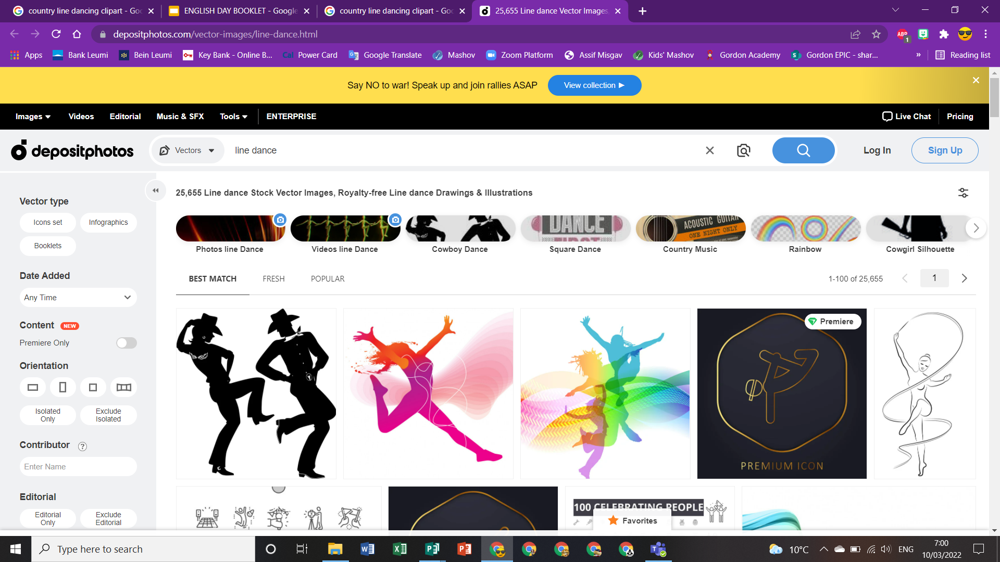 country line dancing clipart - Goo
ENGLISH DAY BOOKLET - Google
country line dancing clipart - Goo
25,655 Line dance Vector Images,
depositphotos.com/vector-images/line-dance.html
ABP
1
Apps
Bank Leumi
Bein Leumi
Key Bank - Online B...
Cal
Power Card
Google Translate
Mashov
Zoom Platform
Assif Misgav
Kids' Mashov
Gordon Academy
Gordon EPIC - shar...
»
Reading list
Say NO to war! Speak up and join rallies ASAP
View collection
Images
Videos
Editorial
Music & SFX
Tools
ENTERPRISE
Live Chat
Pricing
depositphotos
Vectors
line dance
Log In
Sign Up
25,655 Line dance Stock Vector Images, Royalty-free Line dance Drawings & Illustrations
Vector type
Icons set
Infographics
Booklets
DANCE
FIRST
ACOUSTIC GUITAR
ONE NIGHT ONLY
Photos line Dance
Videos line Dance
Cowboy Dance
Square Dance
Country Music
Rainbow
Cowgirl Silhouette
BEST MATCH
FRESH
POPULAR
1-100 of 25,655
1
Date Added
Any Time
Content NEW
Premiere Only
Orientation
Isolated
Only
Exclude
Isolated
Contributor ?
Enter Name
Editorial
Editorial
Only
Exclude
Editorial
Premiere
PREMIUM ICON
100 CELEBRATING PEOPLE
Favorites
Type here to search
10°C
ENG
7:00
10/03/2022